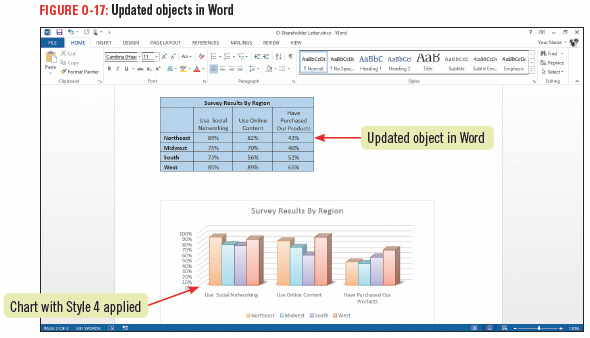 FIGURE O-17: Updated objects in Word
O-Shareholder Letter.docx - Word
FILE HOME INSERT DESIGN PAGE LAYOUT REFERENCES MAILINGS REVIEW VIEW Your Name
Cut
Copy
Format Painter
Paste
Cambria (Hea 11
AaBbCcDc AaBbCcDc AaBbC AaBbCc AaB AaBbCcD AaBbCcDc AaBbCcDc
¶ Normal ¶ No Spac... Heading 1 Heading 2 Title Subtitle Subtle Em... Emphasis
Find
Replace
Select
Clipboard Font Paragraph Styles Editing
Survey Results By Region
Use Social Networking Use Online Content Have Purchased Our Products
Northeast 89% 82% 43%
Midwest 75% 70% 40%
South 73% 56% 52%
West 85% 89% 65%
Updated object in Word
Survey Results By Region
100%
90%
80%
70%
60%
50%
40%
30%
20%
10%
0%
Chart with Style 4 applied
Use Social Networking Use Online Content Have Purchased Our
Products
Northeast Midwest South West
PAGE 2 OF 2 531 WORDS